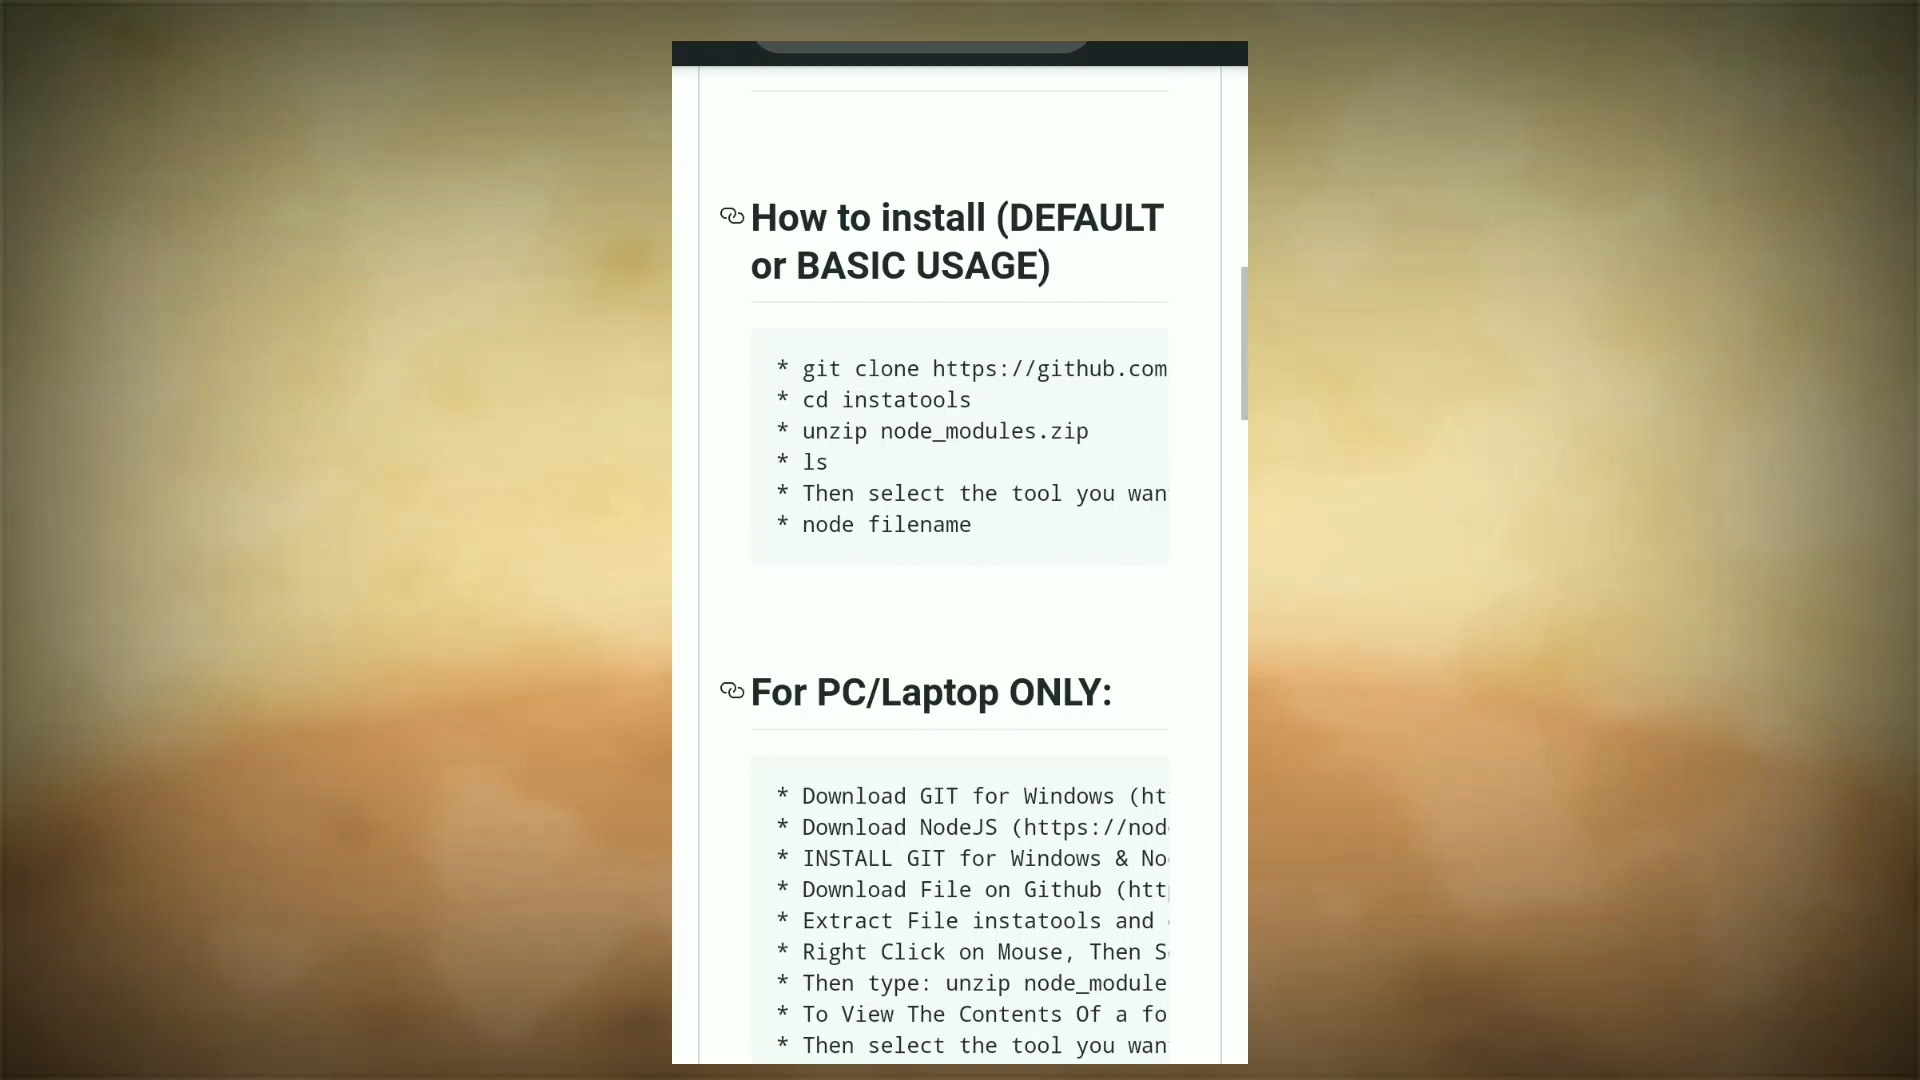 How to install (DEFAULT
or BASIC USAGE)
* git clone https://github.com
* cd instatools
* unzip node_modules.zip
* ls
* Then select the tool you wan
* node filename
For PC/Laptop ONLY:
* Download GIT for Windows (ht
* Download NodeJS (https://nod
* INSTALL GIT for Windows & No
* Download File on Github (htt
* Extract File instatools and
* Right Click on Mouse, Then S
* Then type: unzip node_module
* To View The Contents Of a fo
* Then select the tool you wan